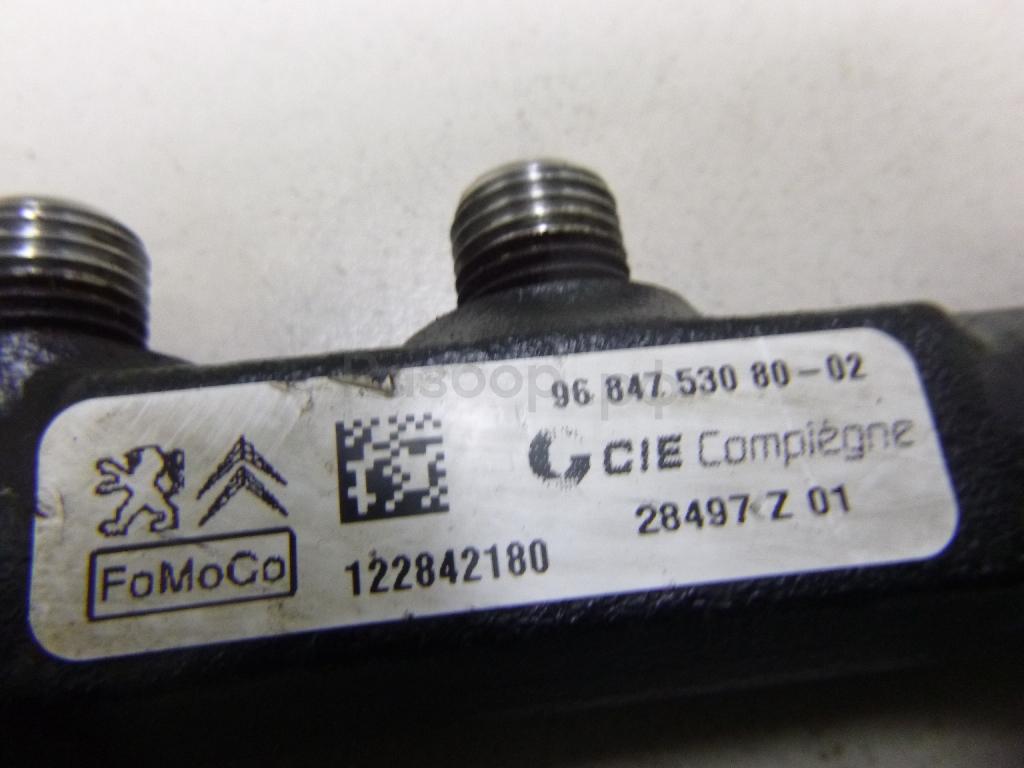 96 847 530 80-02
CIE Compiègne
28497 Z 01
122842180
FoMoCo